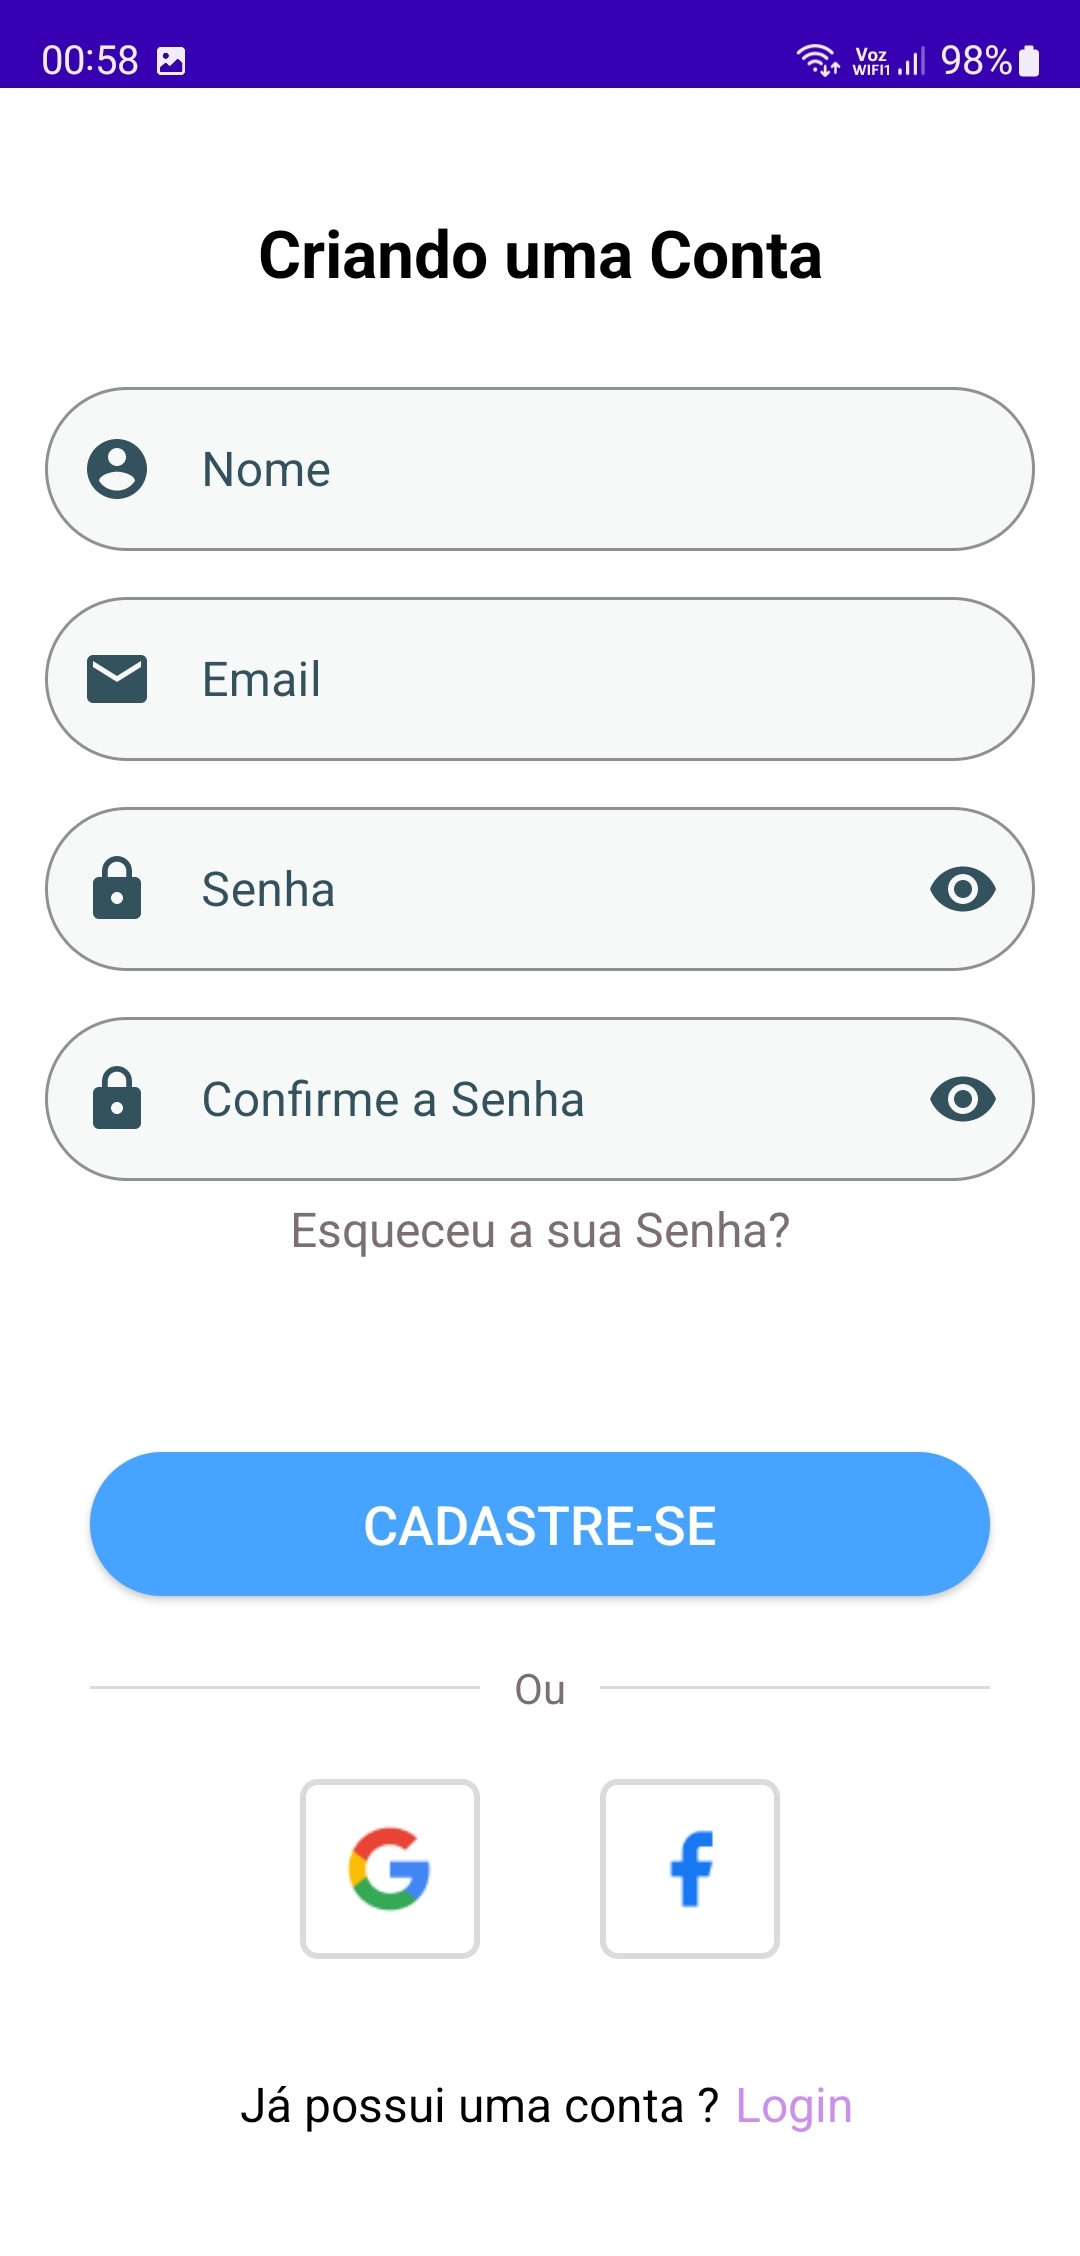 00:58 Voz WIFI1 98%
Criando uma Conta
Nome
Email
Senha
Confirme a Senha
Esqueceu a sua Senha?
CADASTRE-SE
Ou
Já possui uma conta ? Login